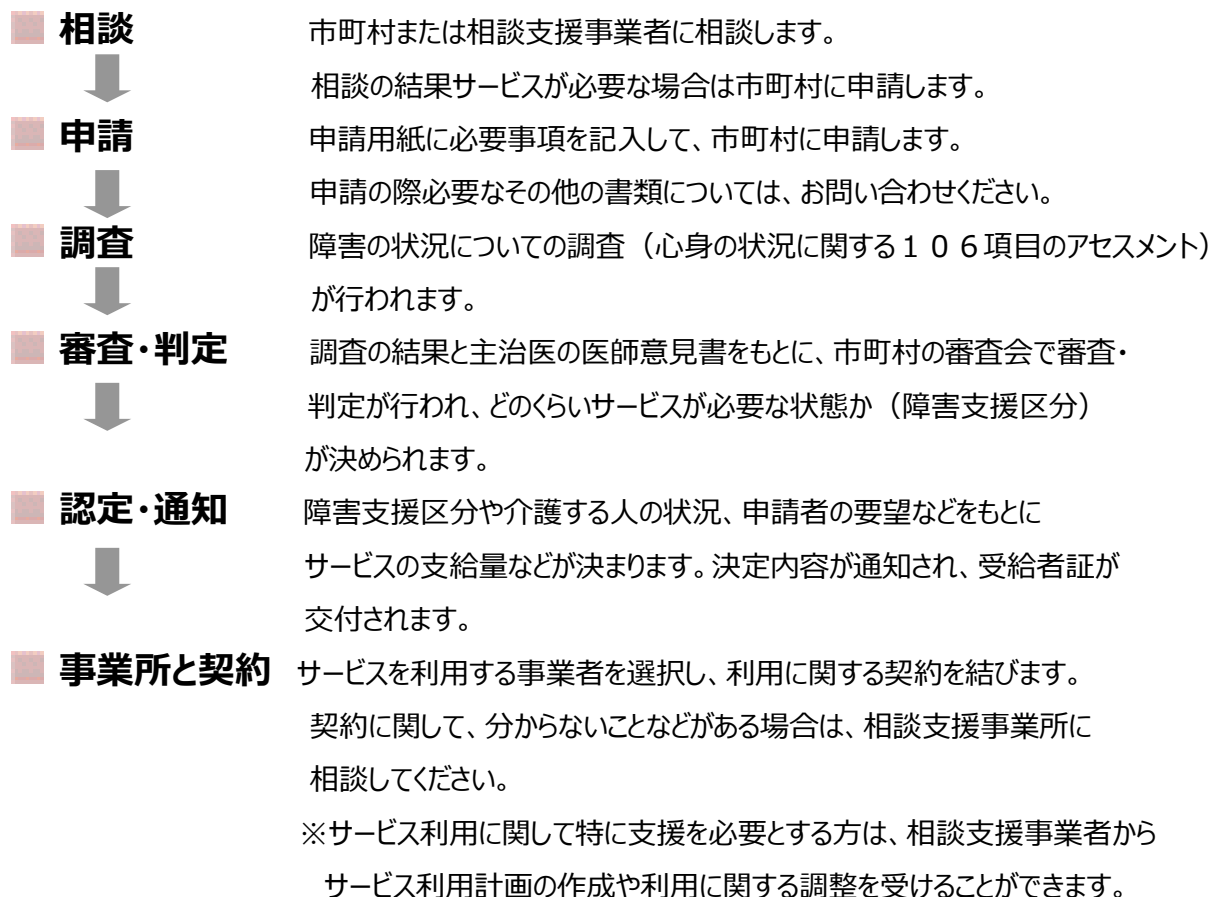 相談 市町村または相談支援事業者に相談します。
相談の結果サービスが必要な場合は市町村に申請します。
申請 申請用紙に必要事項を記入して、市町村に申請します。
申請の際必要なその他の書類については、お問い合わせください。
調査 障害の状況についての調査（心身の状況に関する１０６項目のアセスメント）
が行われます。
審査・判定 調査の結果と主治医の医師意見書をもとに、市町村の審査会で審査・
判定が行われ、どのくらいサービスが必要な状態か（障害支援区分）
が決められます。
認定・通知 障害支援区分や介護する人の状況、申請者の要望などをもとに
サービスの支給量などが決まります。決定内容が通知され、受給者証が
交付されます。
事業所と契約 サービスを利用する事業者を選択し、利用に関する契約を結びます。
契約に関して、分からないことなどがある場合は、相談支援事業所に
相談してください。
※サービス利用に関して特に支援を必要とする方は、相談支援事業者から
サービス利用計画の作成や利用に関する調整を受けることができます。